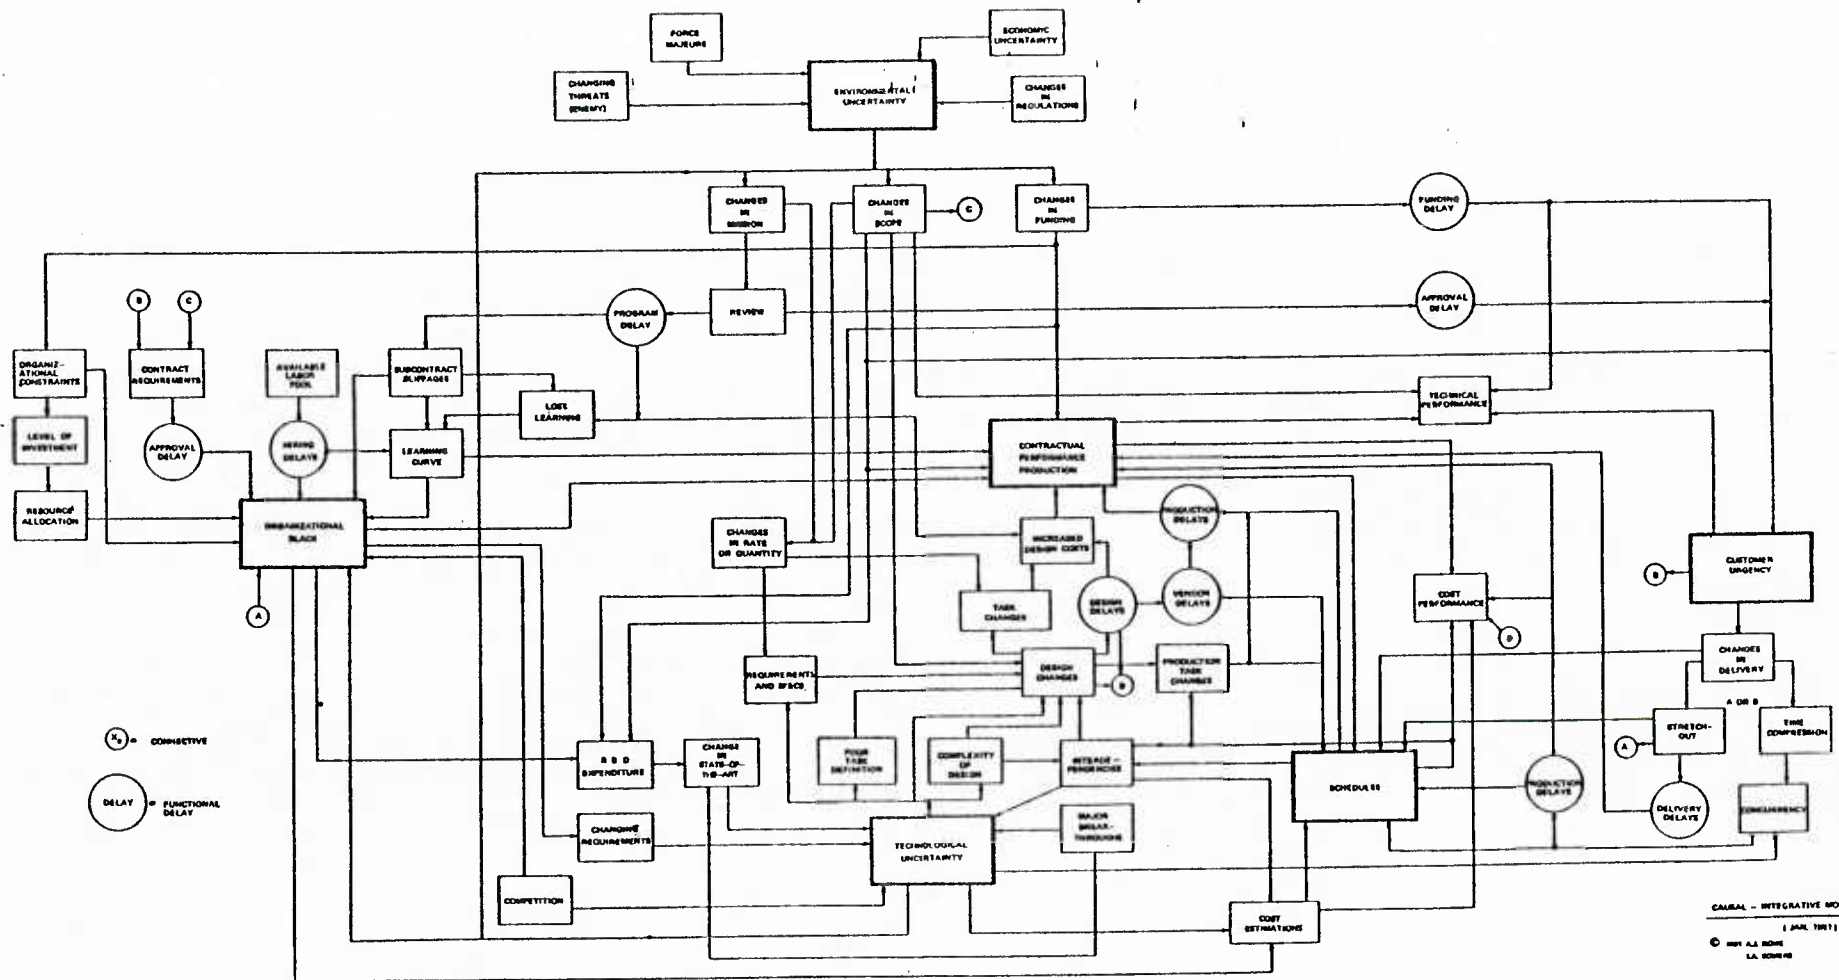 FORCE
MAJEURE
ECONOMIC
UNCERTAINTY
CHANGING
THREATS
(ENEMY)
ENVIRONMENTAL
UNCERTAINTY
CHANGES
IN
REGULATIONS
CHANGES
IN
MISSION
CHANGES
IN
SCOPE
C
CHANGES
IN
FUNDING
FUNDING
DELAY
B
C
PROGRAM
DELAY
REVIEW
APPROVAL
DELAY
ORGANIZ-
ATIONAL
CONSTRAINTS
CONTRACT
REQUIREMENTS
AVAILABLE
LABOR
POOL
SUBCONTRACT
SLIPPAGES
LOST
LEARNING
TECHNICAL
PERFORMANCE
LEVEL OF
INVESTMENT
APPROVAL
DELAY
HIRING
DELAYS
LEARNING
CURVE
CONTRACTUAL
PERFORMANCE
PRODUCTION
RESOURCE
ALLOCATION
ORGANIZATIONAL
SLACK
CHANGES
IN RATE
OR QUANTITY
INCREASED
DESIGN COSTS
PRODUCTION
DELAYS
CUSTOMER
URGENCY
B
A
TASK
CHANGES
DESIGN
DELAYS
VENDOR
DELAYS
COST
PERFORMANCE
D
REQUIREMENTS
AND SPECS.
DESIGN
CHANGES
PRODUCTION
TASK
CHANGES
CHANGES
IN
DELIVERY
A OR B
= CONNECTIVE
R & D
EXPENDITURE
CHANGE IN
STATE-OF-
THE-ART
POOR
TASK
DEFINITION
COMPLEXITY
OF
DESIGN
INTERDE-
PENDENCIES
SCHEDULES
PRODUCTION
DELAYS
STRETCH-
OUT
A
TIME
COMPRESSION
DELAY
= FUNCTIONAL
DELAY
DELIVERY
DELAYS
CONCURRENCY
CHANGING
REQUIREMENTS
TECHNOLOGICAL
UNCERTAINTY
MAJOR
BREAK-
THROUGHS
COMPETITION
COST
ESTIMATIONS
CAUSAL - INTEGRATIVE
©